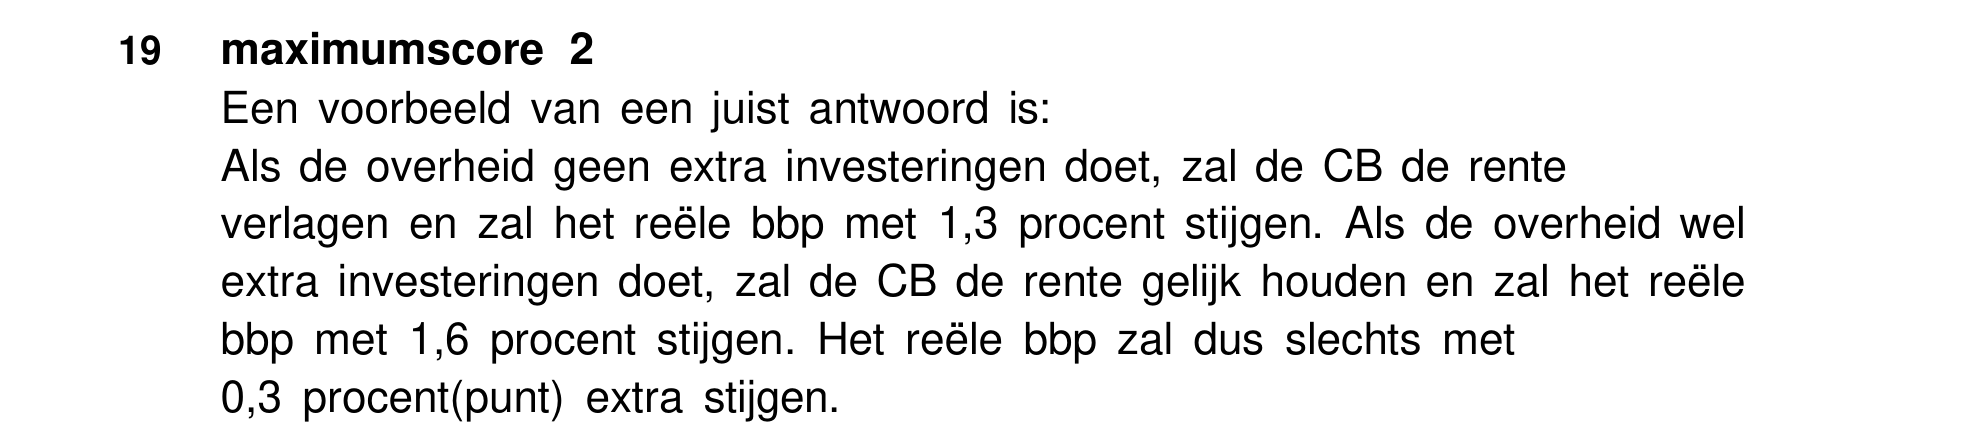 19 maximumscore 2
Een voorbeeld van een juist antwoord is:
Als de overheid geen extra investeringen doet, zal de CB de rente
verlagen en zal het reële bbp met 1,3 procent stijgen. Als de overheid wel
extra investeringen doet, zal de CB de rente gelijk houden en zal het reële
bbp met 1,6 procent stijgen. Het reële bbp zal dus slechts met
0,3 procent(punt) extra stijgen.